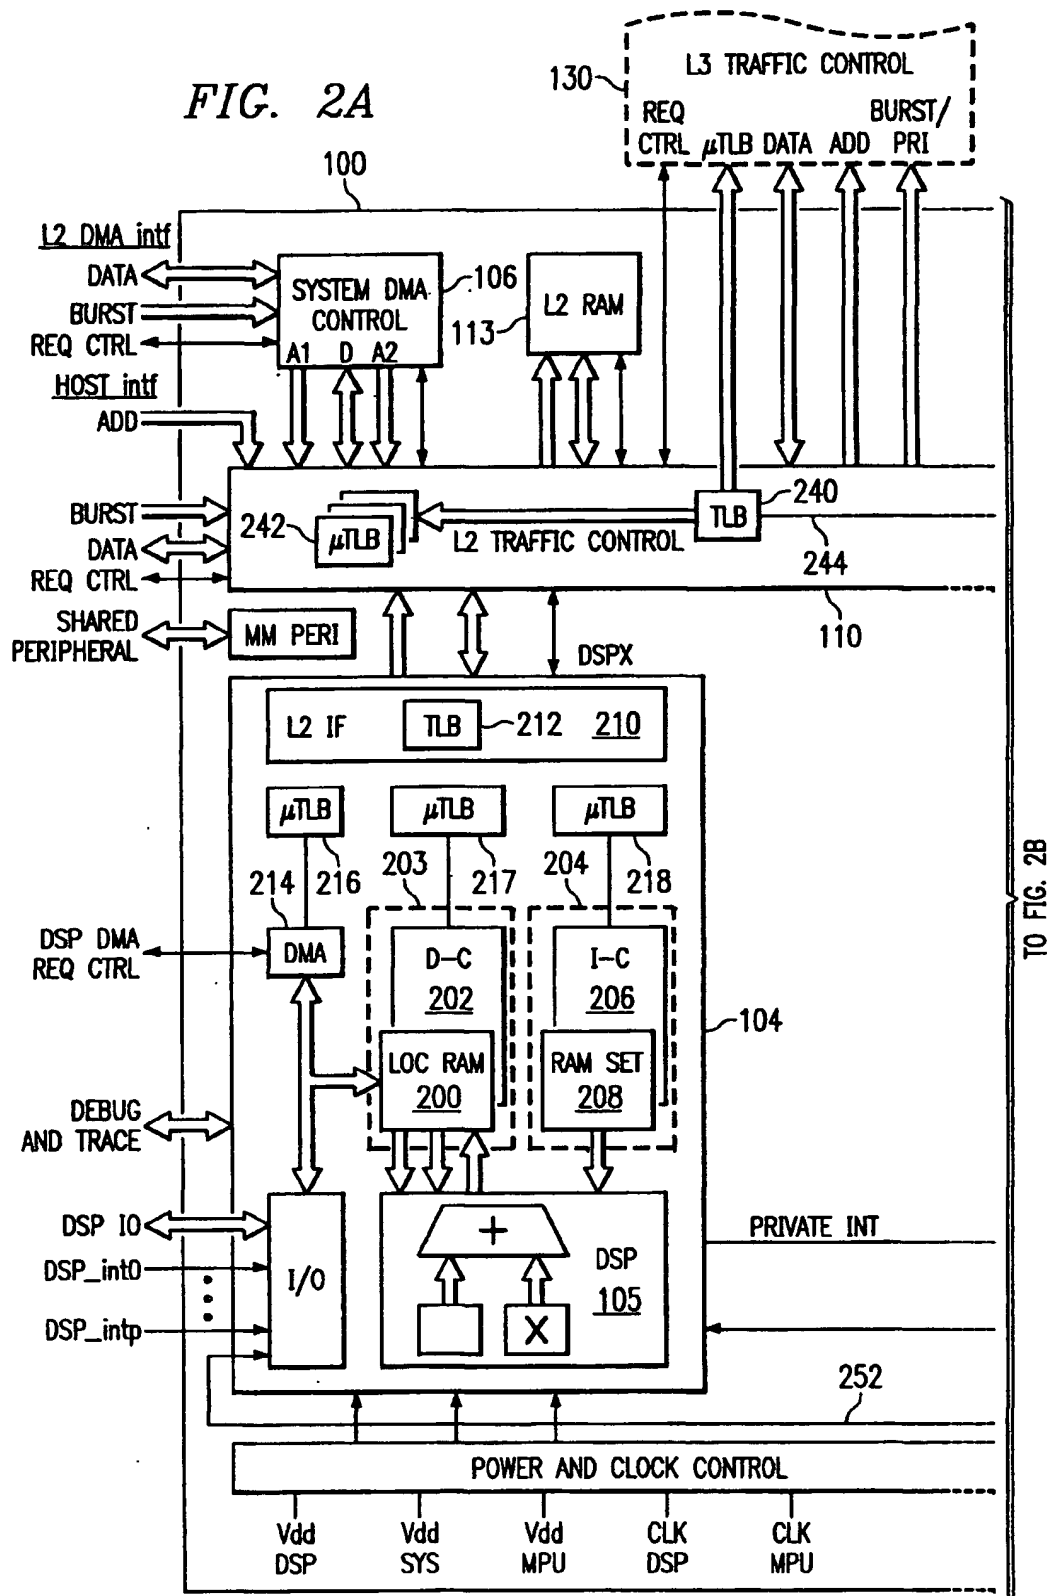 FIG. 2A
130
L3 TRAFFIC CONTROL
REQ
CTRL
μTLB
DATA
ADD
BURST/
PRI
100
L2 DMA intf
DATA
BURST
REQ CTRL
SYSTEM DMA
CONTROL
A1
D
A2
106
L2 RAM
113
HOST intf
ADD
BURST
DATA
REQ CTRL
242
μTLB
L2 TRAFFIC CONTROL
TLB
240
244
110
SHARED
PERIPHERAL
MM PERI
DSPX
L2 IF
TLB
212
210
μTLB
μTLB
μTLB
214
216
203
217
204
218
DSP DMA
REQ CTRL
DMA
D-C
202
I-C
206
104
LOC RAM
200
RAM SET
208
DEBUG
AND TRACE
DSP IO
DSP_int0
DSP_intp
I/O
+
X
DSP
105
PRIVATE INT
252
POWER AND CLOCK CONTROL
Vdd
DSP
Vdd
SYS
Vdd
MPU
CLK
DSP
CLK
MPU
TO FIG. 2B